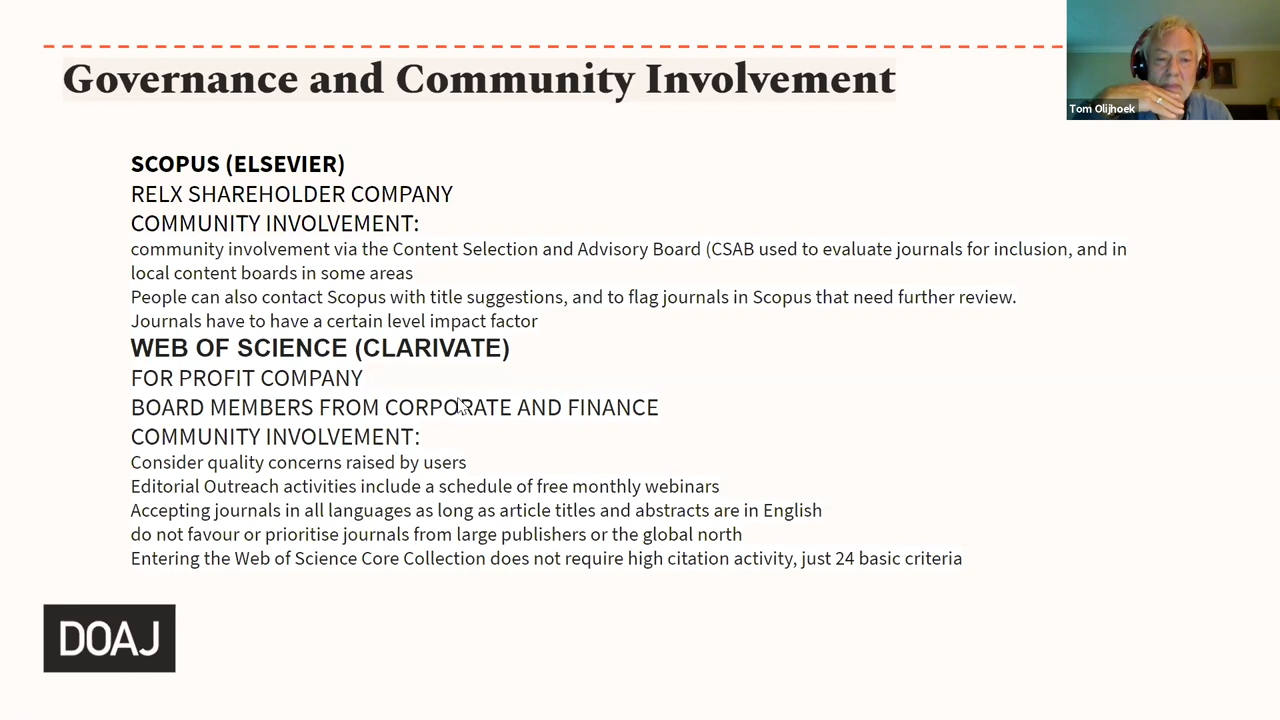 Governance and Community Involvement
Tom Olijhoek
SCOPUS (ELSEVIER)
RELX SHAREHOLDER COMPANY
COMMUNITY INVOLVEMENT:
community involvement via the Content Selection and Advisory Board (CSAB used to evaluate journals for inclusion, and in
local content boards in some areas
People can also contact Scopus with title suggestions, and to flag journals in Scopus that need further review.
Journals have to have a certain level impact factor
WEB OF SCIENCE (CLARIVATE)
FOR PROFIT COMPANY
BOARD MEMBERS FROM CORPORATE AND FINANCE
COMMUNITY INVOLVEMENT:
Consider quality concerns raised by users
Editorial Outreach activities include a schedule of free monthly webinars
Accepting journals in all languages as long as article titles and abstracts are in English
do not favour or prioritise journals from large publishers or the global north
Entering the Web of Science Core Collection does not require high citation activity, just 24 basic criteria
DOAJ